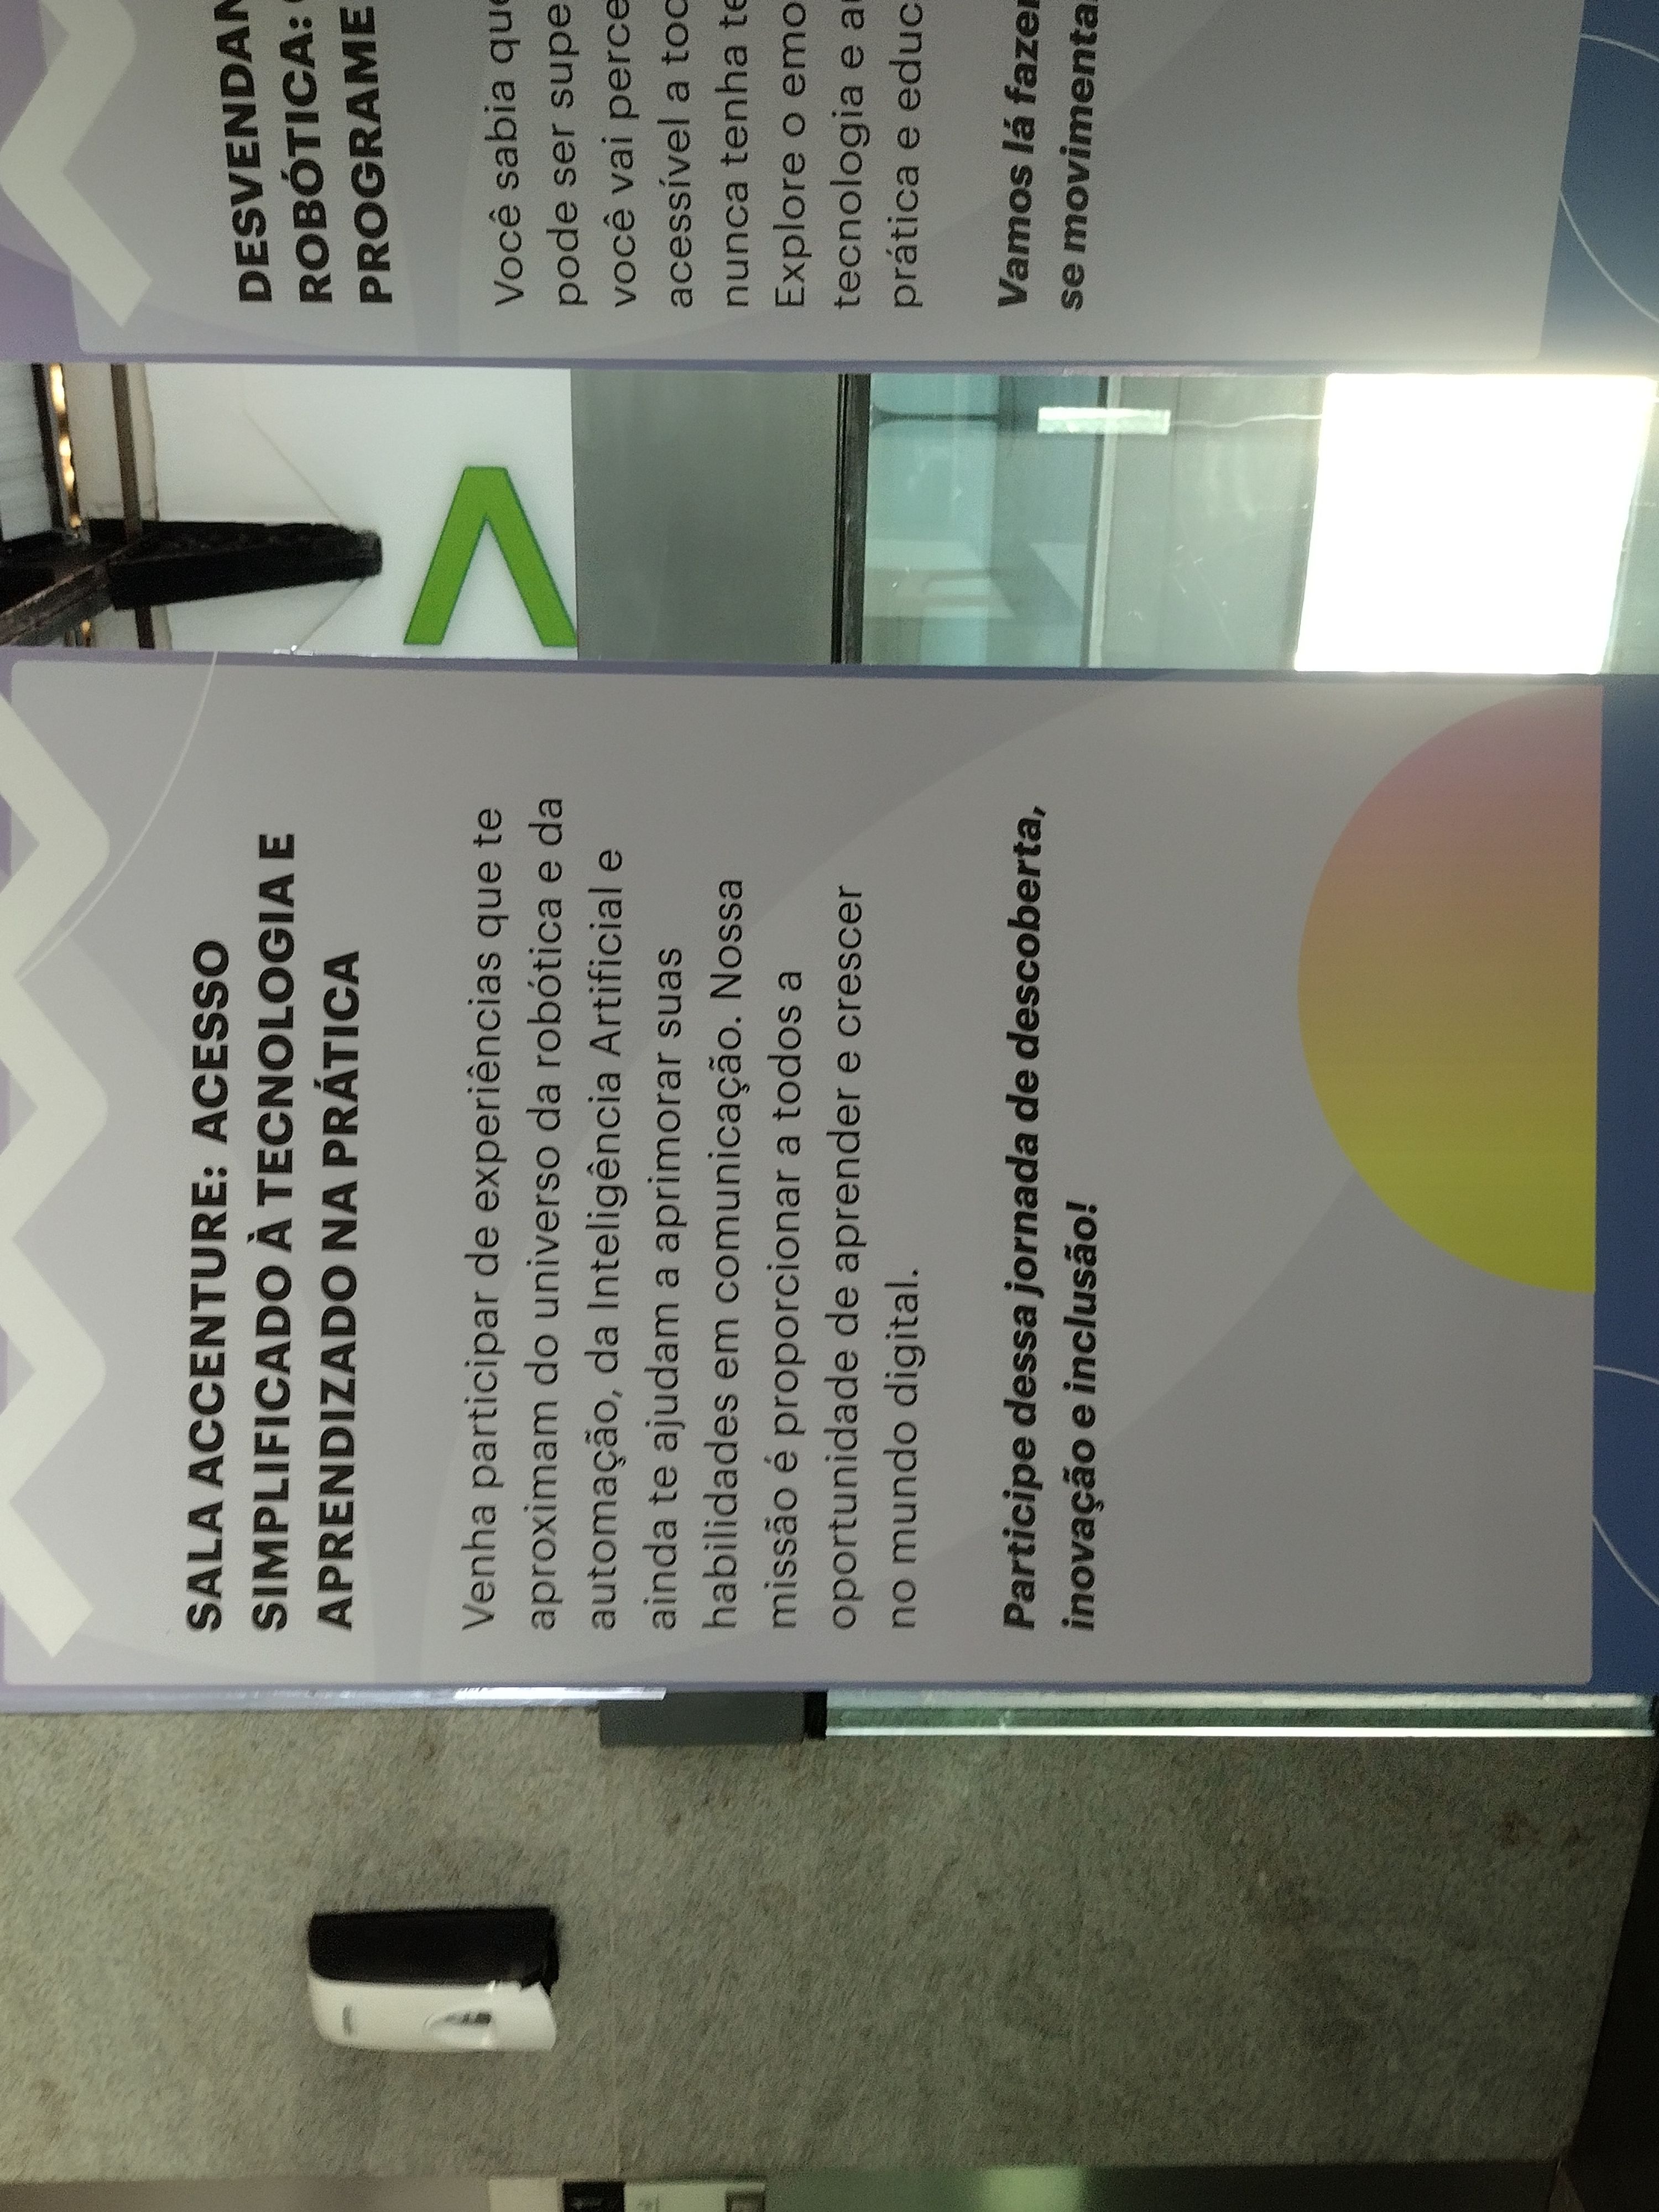 SALA ACCENTURE: ACESSO
SIMPLIFICADO À TECNOLOGIA E
APRENDIZADO NA PRÁTICA
Venha participar de experiências que te
aproximam do universo da robótica e da
automação, da Inteligência Artificial e
ainda te ajudam a aprimorar suas
habilidades em comunicação. Nossa
missão é proporcionar a todos a
oportunidade de aprender e crescer
no mundo digital.
Participe dessa jornada de descoberta,
inovação e inclusão!
>
ROBÓTICA:
PROGRAME
Você sabia
pode ser
você vai
acessível a
nunca tenha
Explore o
tecnologia e
prática e
Vamos lá
se